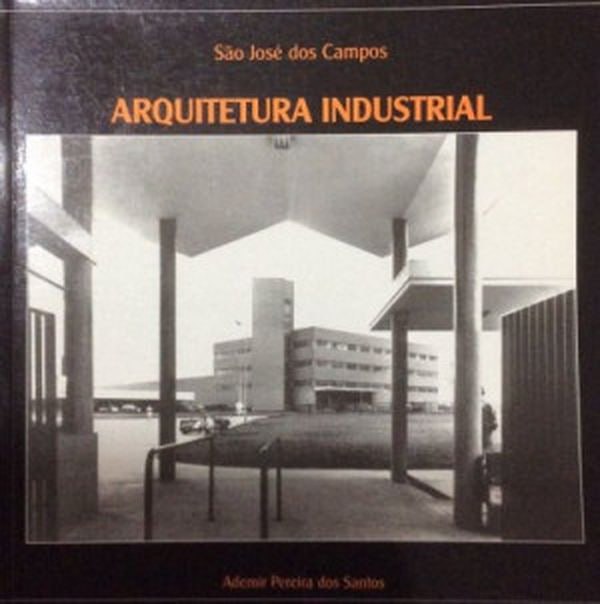 São José dos Campos
ARQUITETURA INDUSTRIAL
Ademir Pereira dos Santos